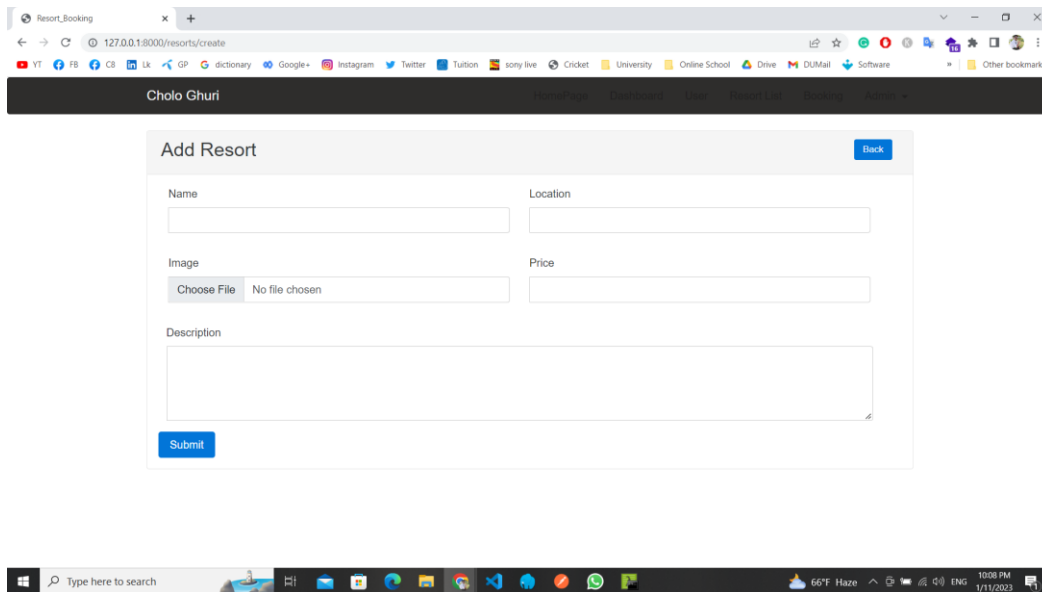 Resort_Booking
127.0.0.1:8000/resorts/create
YT FB C8 Lk GP dictionary Google+ Instagram Twitter Tuition sony live Cricket University Online School Drive DUMail Software » Other bookmark
Cholo Ghuri HomePage Dashboard User Resort List Booking Admin
Add Resort Back
Name Location
Image Price
Choose File No file chosen
Description
Submit
Type here to search 66°F Haze ENG 10:08 PM
1/11/2023